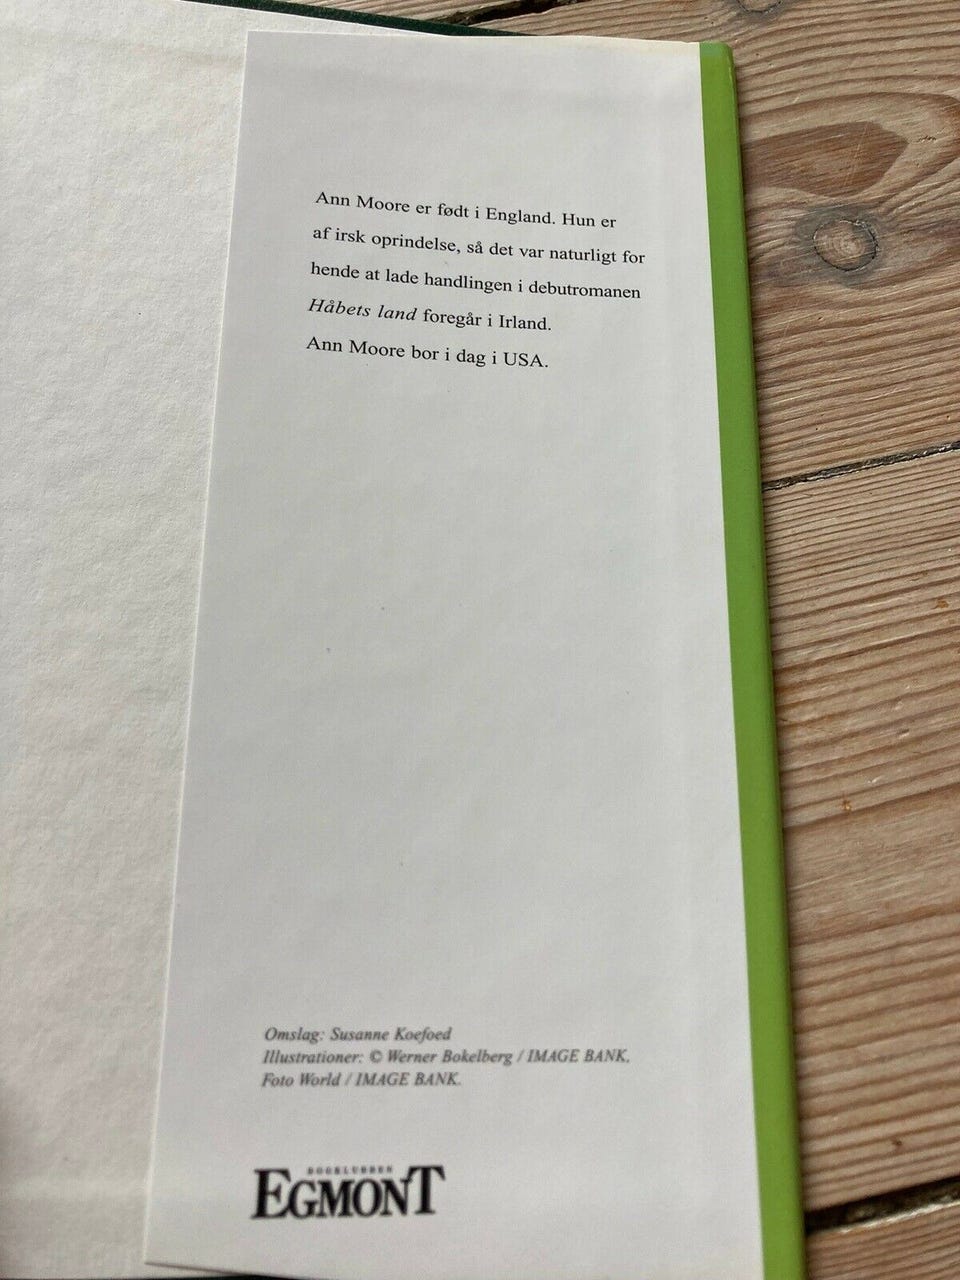 Ann Moore er født i England. Hun er
af irsk oprindelse, så det var naturligt for
hende at lade handlingen i debutromanen
Håbets land foregår i Irland.
Ann Moore bor i dag i USA.
Omslag: Susanne Koefoed
Illustrationer: © Werner Bokelberg / IMAGE BANK,
Foto World / IMAGE BANK.
BOGKLUBBEN
EGMONT